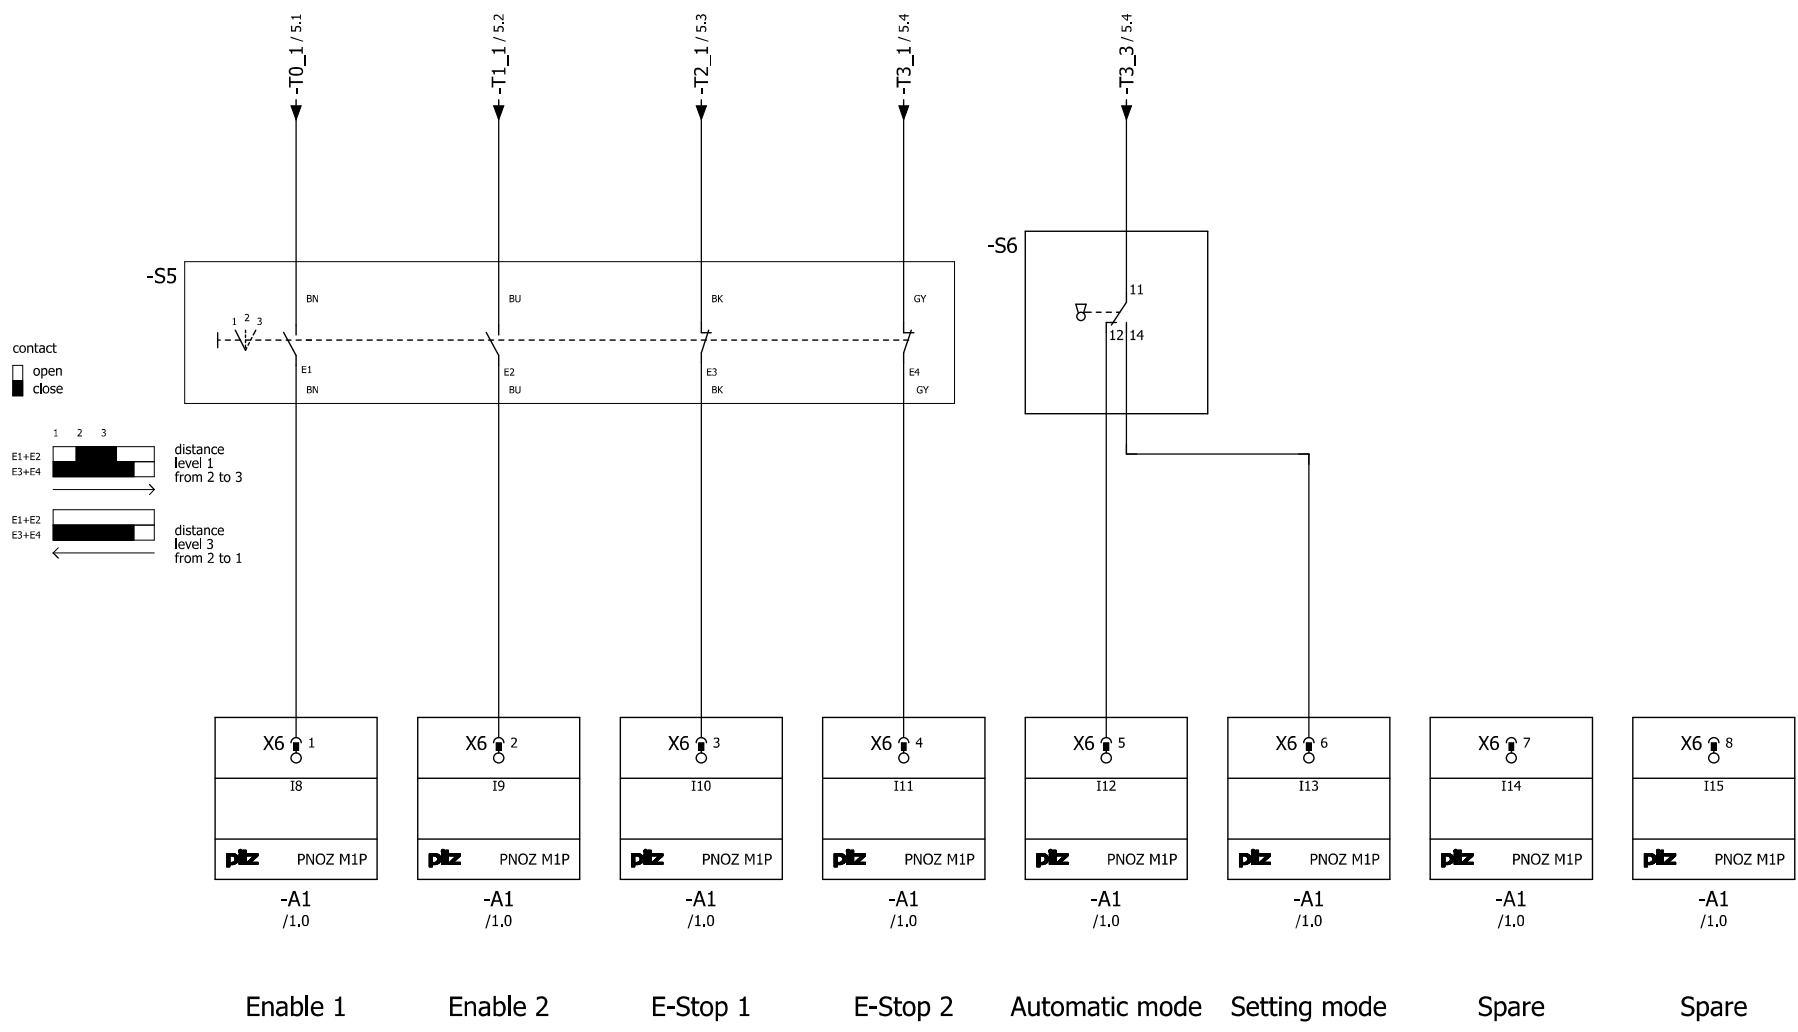 -T0_1 / 5.1
-T1_1 / 5.2
-T2_1 / 5.3
-T3_1 / 5.4
-T3_3 / 5.4
-S5
BN
BU
BK
GY
1 2 3
E1
E2
E3
E4
BN
BU
BK
GY
-S6
11
12 14
contact
open
close
1 2 3
E1+E2
E3+E4
distance
level 1
from 2 to 3
E1+E2
E3+E4
distance
level 3
from 2 to 1
X6 1
X6 2
X6 3
X6 4
X6 5
X6 6
X6 7
X6 8
I8
I9
I10
I11
I12
I13
I14
I15
pilz PNOZ M1P
pilz PNOZ M1P
pilz PNOZ M1P
pilz PNOZ M1P
pilz PNOZ M1P
pilz PNOZ M1P
pilz PNOZ M1P
pilz PNOZ M1P
-A1
-A1
-A1
-A1
-A1
-A1
-A1
-A1
/1.0
/1.0
/1.0
/1.0
/1.0
/1.0
/1.0
/1.0
Enable 1
Enable 2
E-Stop 1
E-Stop 2
Automatic mode
Setting mode
Spare
Spare